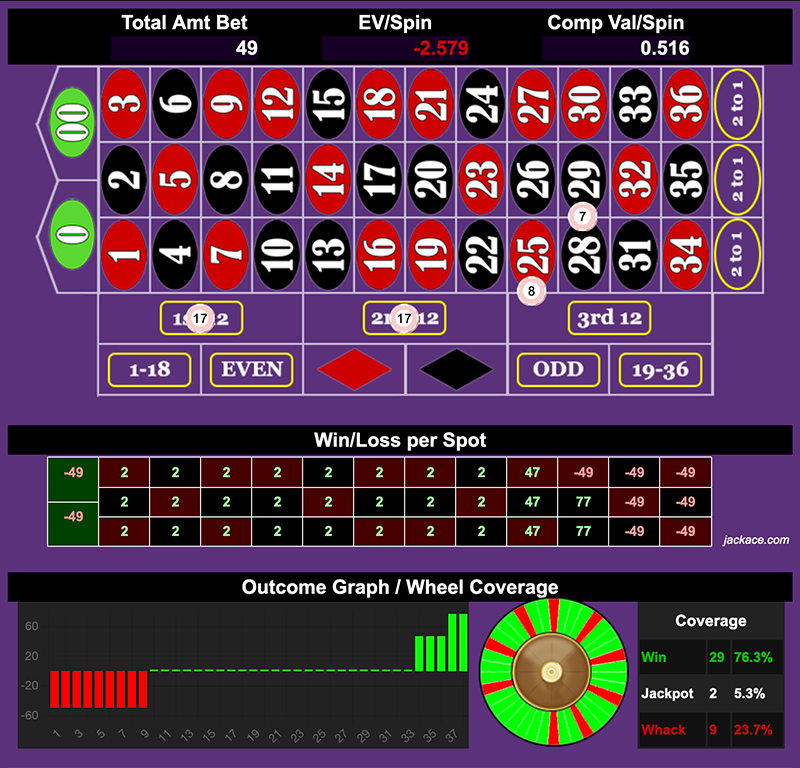 Total Amt Bet EV/Spin Comp Val/Spin
49 -2.579 0.516
3 6 9 12 15 18 21 24 27 30 33 36 2 to 1
00
2 5 8 11 14 17 20 23 26 29 32 35 2 to 1
7
0
1 4 7 10 13 16 19 22 25 28 31 34 2 to 1
8
1s 17 12 2n 17 12 3rd 12
1-18 EVEN ODD 19-36
Win/Loss per Spot
-49 2 2 2 2 2 2 2 2 47 -49 -49 -49
2 2 2 2 2 2 2 2 47 77 -49 -49
-49
2 2 2 2 2 2 2 2 47 77 -49 -49
jackace.com
Outcome Graph / Wheel Coverage
60
20
-20
-60
1 3 5 7 9 11 13 15 17 19 21 23 25 27 29 31 33 35 37
Coverage
Win 29 76.3%
Jackpot 2 5.3%
Whack 9 23.7%